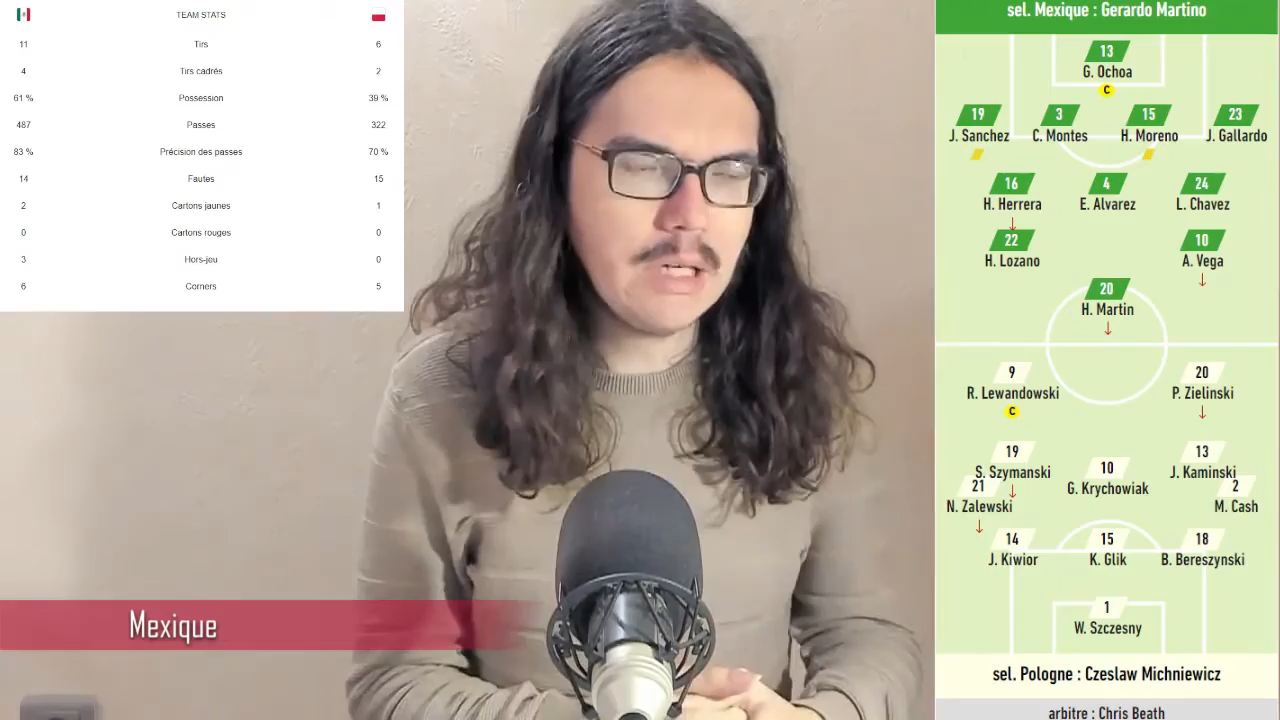 TEAM STATS
11 Tirs 6
4 Tirs cadrés 2
61 % Possession 39 %
487 Passes 322
83 % Précision des passes 70 %
14 Fautes 15
2 Cartons jaunes 1
0 Cartons rouges 0
3 Hors-jeu 0
6 Corners 5
Mexique
sel. Mexique : Gerardo Martino
13
G. Ochoa
C
19 3 15 23
J. Sanchez C. Montes H. Moreno J. Gallardo
16 4 24
H. Herrera E. Alvarez L. Chavez
22 10
H. Lozano A. Vega
20
H. Martin
9 20
R. Lewandowski P. Zielinski
C
19 13
S. Szymanski J. Kaminski
10
G. Krychowiak
21 2
N. Zalewski M. Cash
14 15 18
J. Kiwior K. Glik B. Bereszynski
1
W. Szczesny
sel. Pologne : Czeslaw Michniewicz
arbitre : Chris Beath